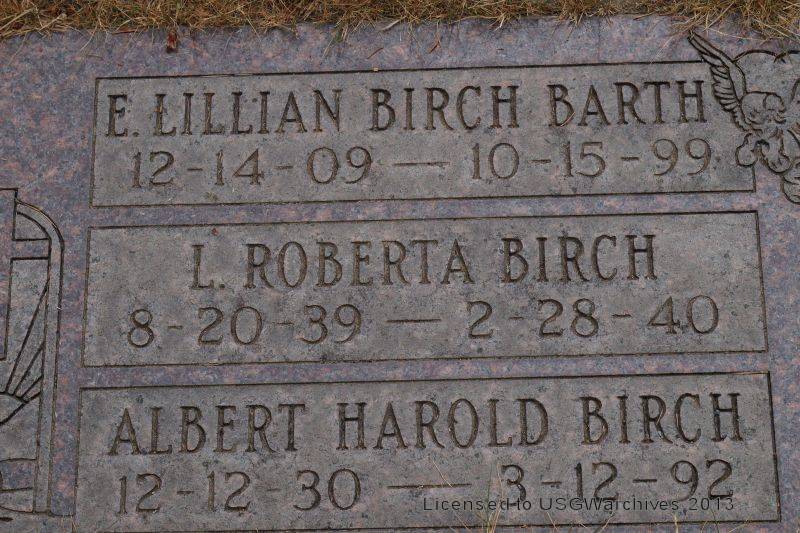 E. LILLIAN BIRCH BARTH
12-14-09 — 10-15-99
L. ROBERTA BIRCH
8-20-39 — 2-28-40
ALBERT HAROLD BIRCH
12-12-30 — 3-12-92
Licensed to USGWarchives 2013